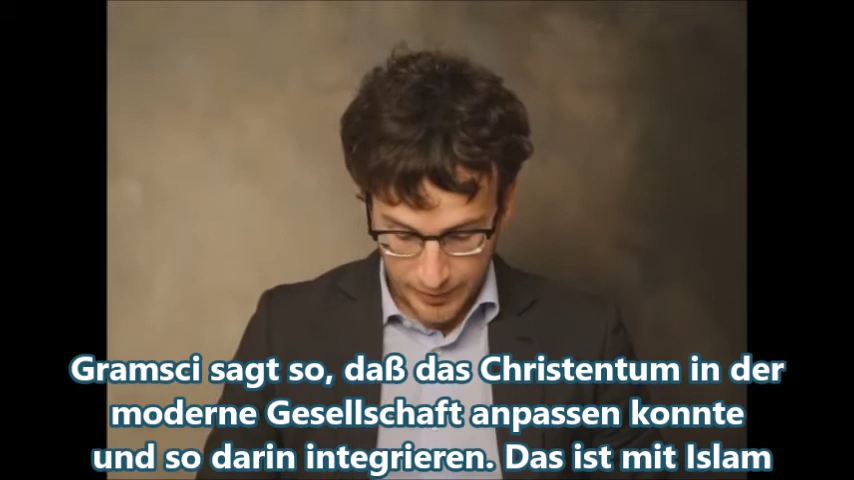 Gramsci sagt so, daß das Christentum in der
moderne Gesellschaft anpassen konnte
und so darin integrieren. Das ist mit Islam